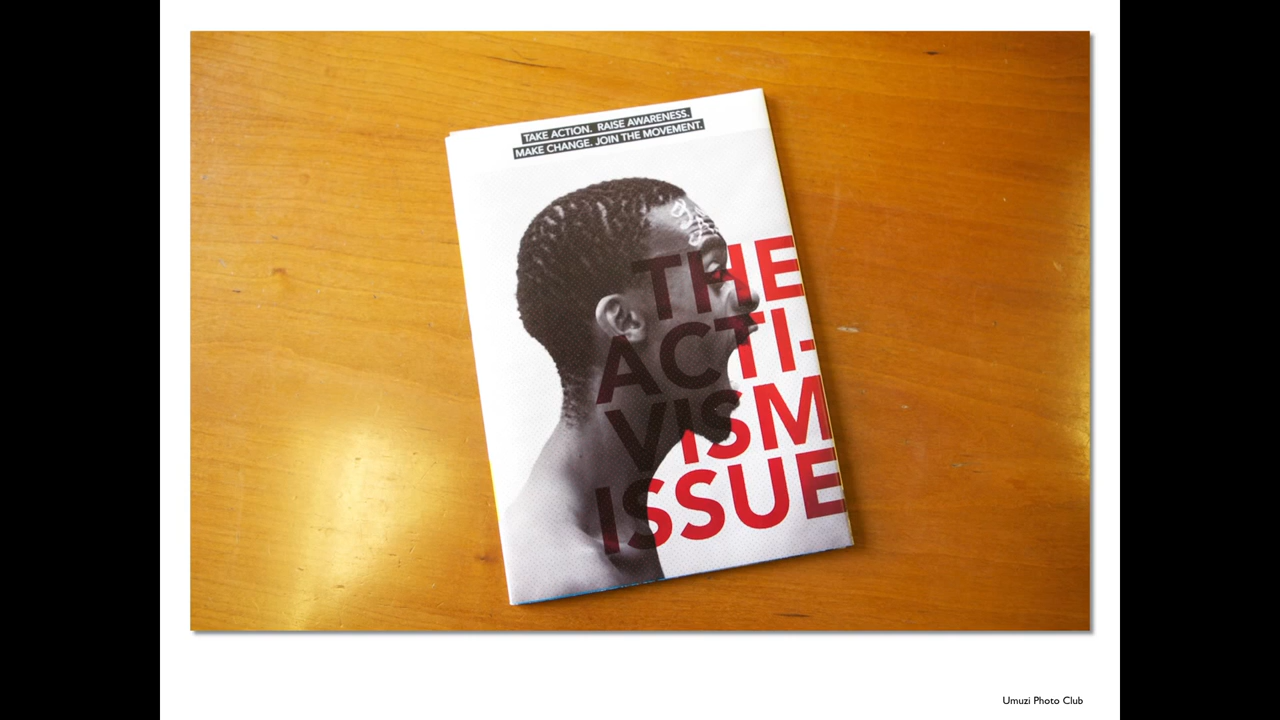 TAKE ACTION. RAISE AWARENESS.
MAKE CHANGE. JOIN THE MOVEMENT.
THE
ACTI-
VISM
ISSUE
Umuzi Photo Club